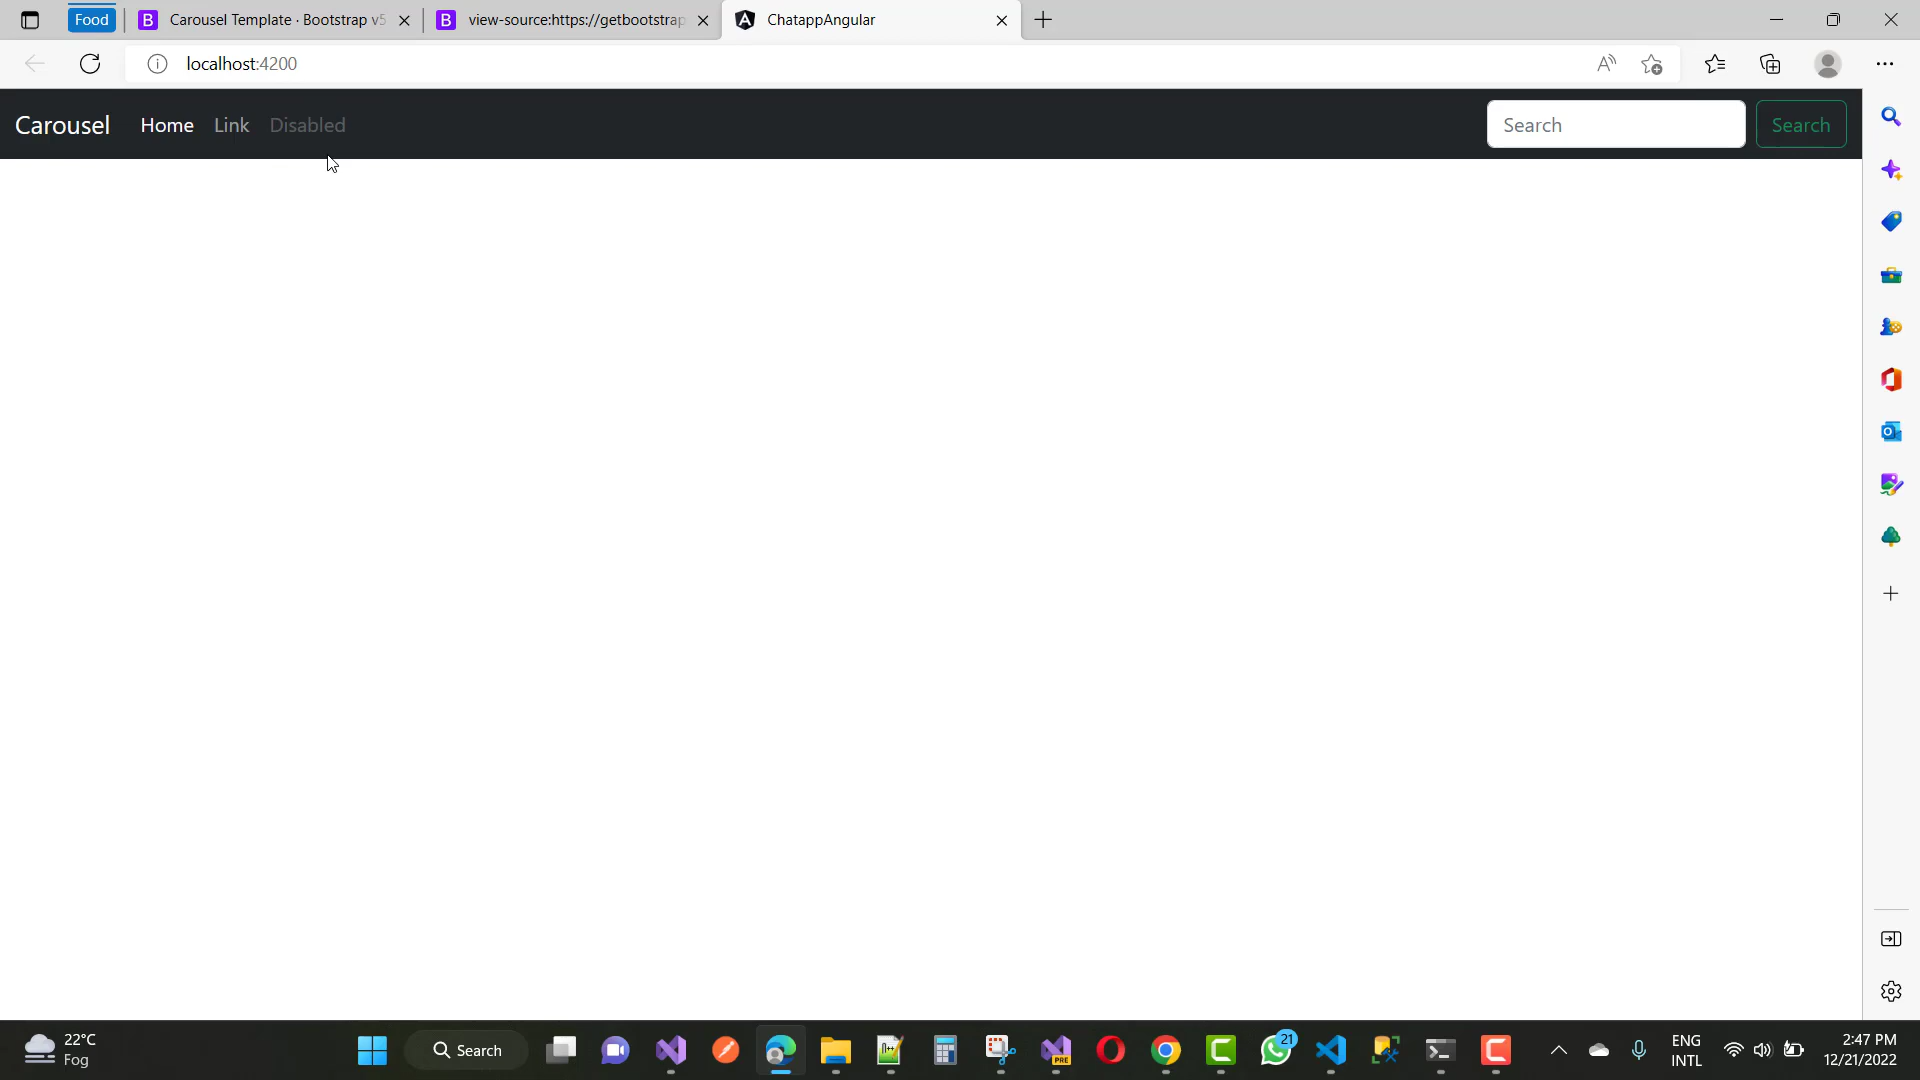 Food
Carousel Template · Bootstrap v5
view-source:https://getbootstrap
ChatappAngular
localhost:4200
Carousel
Home
Link
Disabled
Search
Search
22°C
Fog
Search
PRE
21
ENG
INTL
2:47 PM
12/21/2022